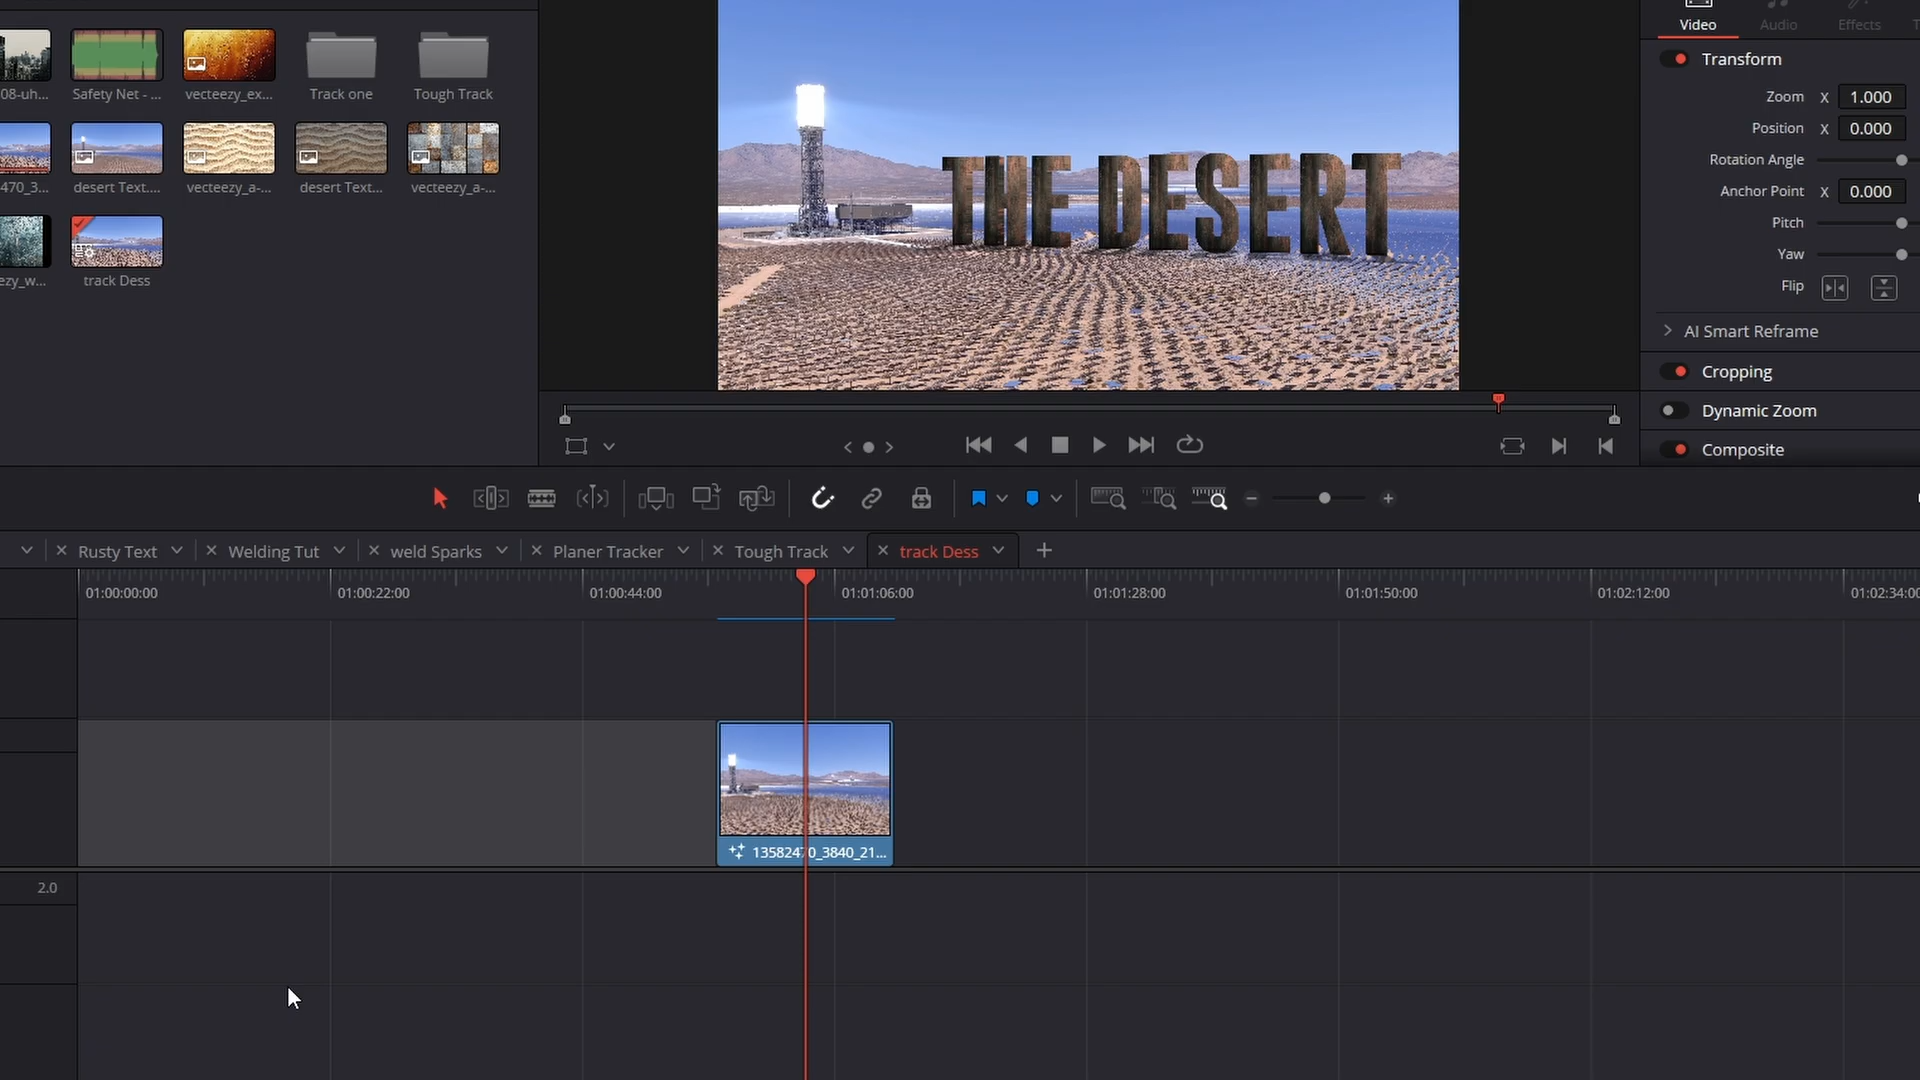 Video Audio Effects T
08-uh... Safety Net - ... vecteezy_ex... Track one Tough Track
470_3... desert Text.... vecteezy_a-... desert Text... vecteezy_a-...
ezy_w... track Dess
THE DESERT
Transform
Zoom X 1.000
Position X 0.000
Rotation Angle
Anchor Point X 0.000
Pitch
Yaw
Flip
AI Smart Reframe
Cropping
Dynamic Zoom
Composite
Rusty Text Welding Tut weld Sparks Planer Tracker Tough Track track Dess
01:00:00:00 01:00:22:00 01:00:44:00 01:01:06:00 01:01:28:00 01:01:50:00 01:02:12:00 01:02:34:00
13582470_3840_21...
2.0